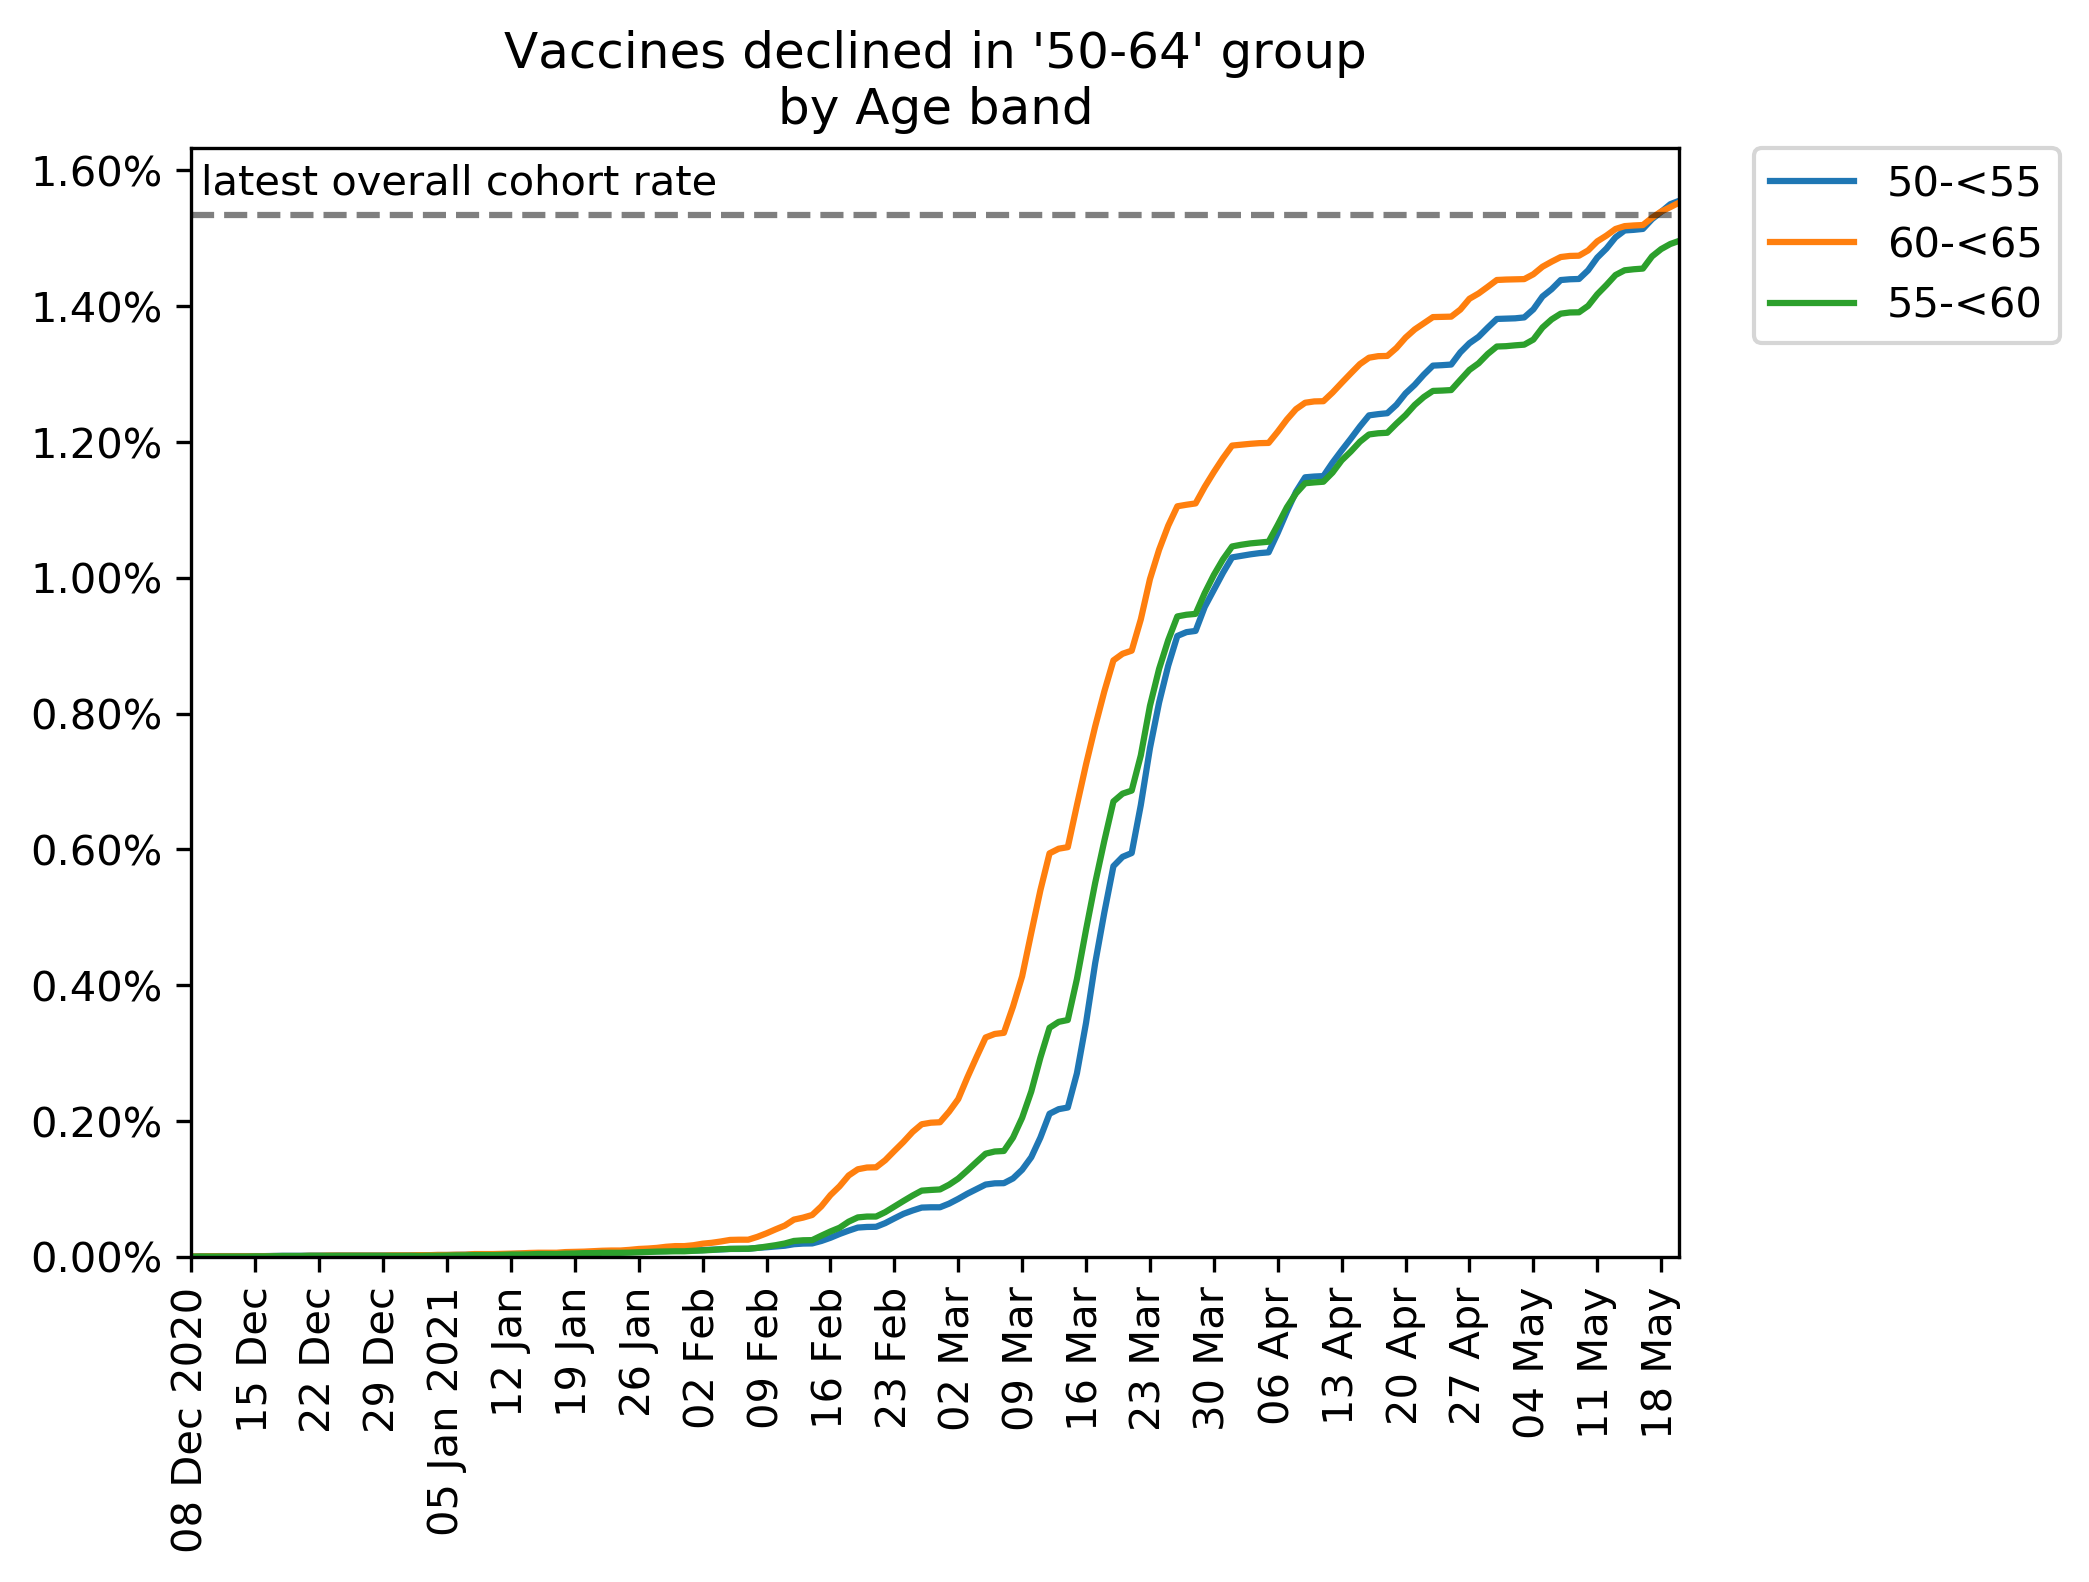 Vaccines declined in '50-64' group
by Age band
1.60%
1.40%
1.20%
1.00%
0.80%
0.60%
0.40%
0.20%
0.00%
latest overall cohort rate
50-<55
60-<65
55-<60
08 Dec 2020
15 Dec
22 Dec
29 Dec
05 Jan 2021
12 Jan
19 Jan
26 Jan
02 Feb
09 Feb
16 Feb
23 Feb
02 Mar
09 Mar
16 Mar
23 Mar
30 Mar
06 Apr
13 Apr
20 Apr
27 Apr
04 May
11 May
18 May